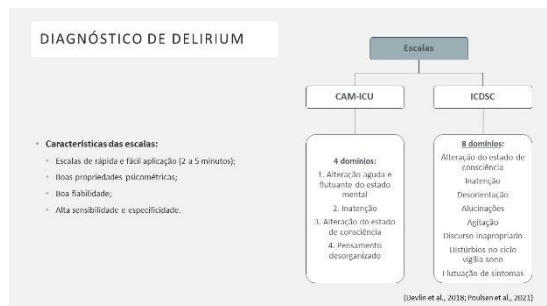 DIAGNÓSTICO DE DELIRIUM
Características das escalas:
Escalas de rápida e fácil aplicação (2 a 5 minutos);
Boas propriedades psicométricas;
Boa fiabilidade;
Alta sensibilidade e especificidade.
Escalas
CAM-ICU
4 domínios:
1. Alteração aguda e
flutuante do estado
mental
2. Inatenção
3. Alteração do estado
de consciência
4. Pensamento
desorganizado
ICDSC
8 domínios:
Alteração do estado de
consciência
Inatenção
Desorientação
Alucinações
Agitação
Discurso inapropriado
Distúrbios no ciclo
vigília sono
Flutuação de sintomas
(Devlin et al., 2018; Poulsen et al., 2021)